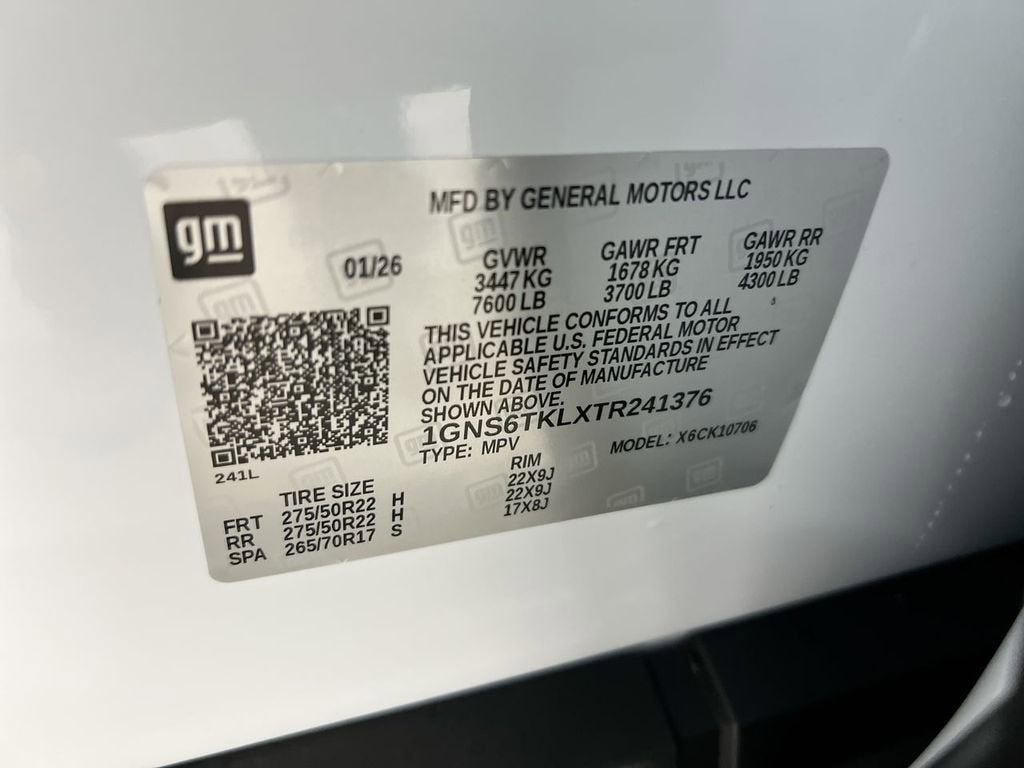 gm
MFD BY GENERAL MOTORS LLC
01/26
GVWR
3447 KG
7600 LB
GAWR FRT
1678 KG
3700 LB
GAWR RR
1950 KG
4300 LB
THIS VEHICLE CONFORMS TO ALL
APPLICABLE U.S. FEDERAL MOTOR
VEHICLE SAFETY STANDARDS IN EFFECT
ON THE DATE OF MANUFACTURE
SHOWN ABOVE.
1GNS6TKLXTR241376
TYPE: MPV MODEL: X6CK10706
241L
TIRE SIZE RIM
FRT 275/50R22 H 22X9J
RR 275/50R22 H 22X9J
SPA 265/70R17 S 17X8J